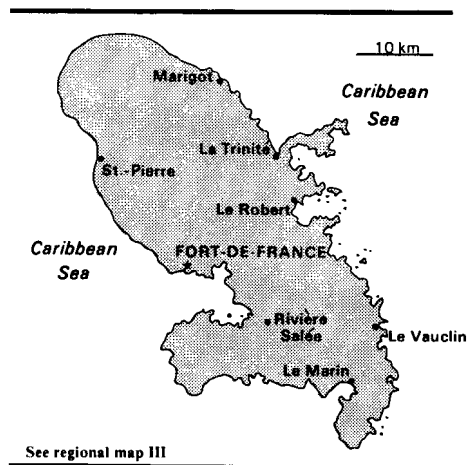 10 km
Marigot
Caribbean
Sea
La Trinité
St.-Pierre
Le Robert
Caribbean
Sea
FORT-DE-FRANCE
Rivière
Salée
Le Vauclin
Le Marin
See regional map III